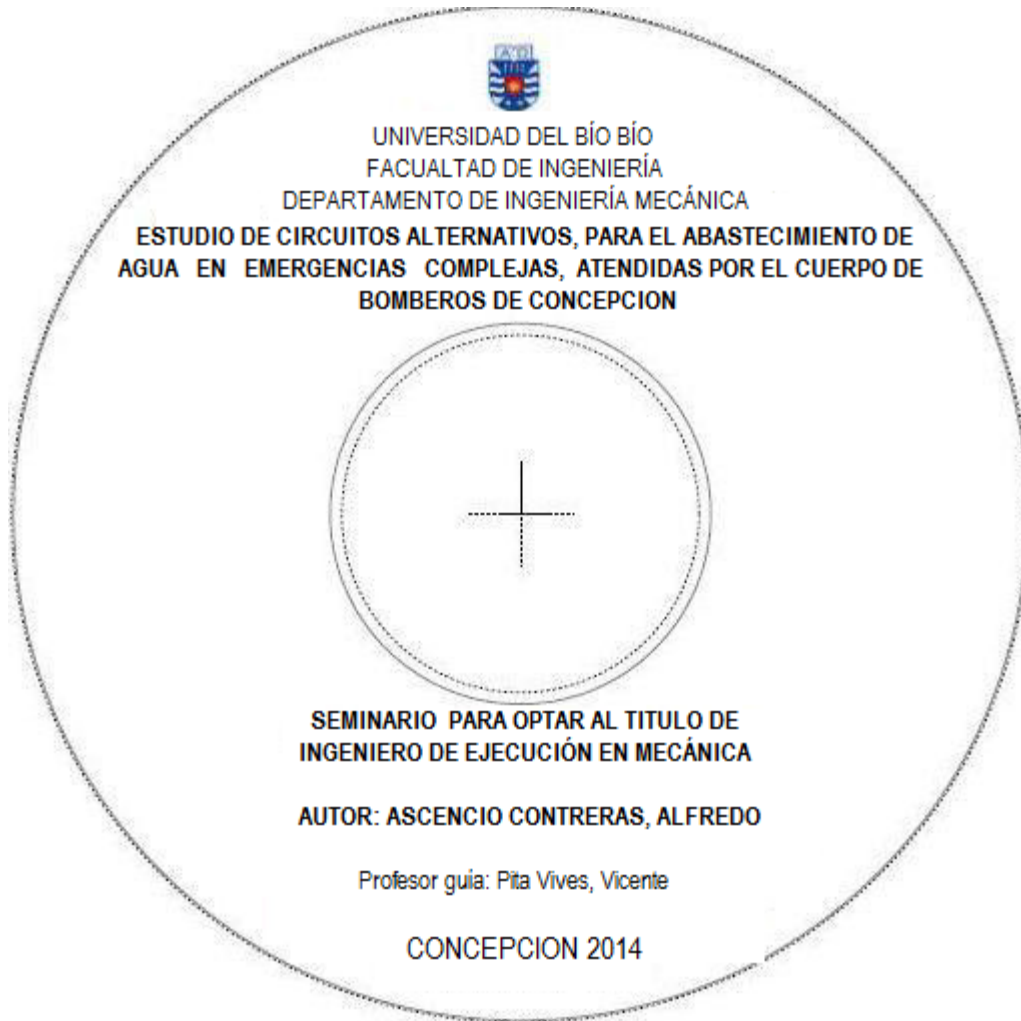 UNIVERSIDAD DEL BÍO BÍO
FACUALTAD DE INGENIERÍA
DEPARTAMENTO DE INGENIERÍA MECÁNICA
ESTUDIO DE CIRCUITOS ALTERNATIVOS, PARA EL ABASTECIMIENTO DE
AGUA EN EMERGENCIAS COMPLEJAS, ATENDIDAS POR EL CUERPO DE
BOMBEROS DE CONCEPCION
SEMINARIO PARA OPTAR AL TITULO DE
INGENIERO DE EJECUCIÓN EN MECÁNICA
AUTOR: ASCENCIO CONTRERAS, ALFREDO
Profesor guía: Pita Vives, Vicente
CONCEPCION 2014